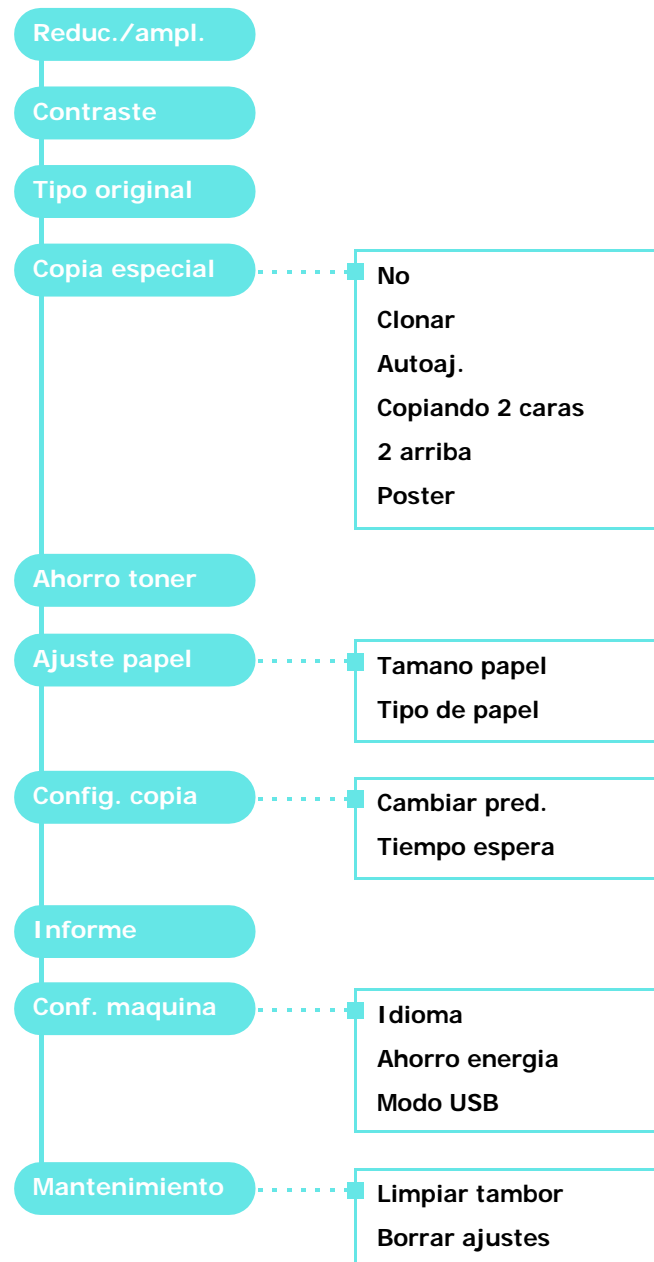 Reduc./ampl.
Contraste
Tipo original
Copia especial
No
Clonar
Autoaj.
Copiando 2 caras
2 arriba
Poster
Ahorro toner
Ajuste papel
Tamano papel
Tipo de papel
Config. copia
Cambiar pred.
Tiempo espera
Informe
Conf. maquina
Idioma
Ahorro energia
Modo USB
Mantenimiento
Limpiar tambor
Borrar ajustes